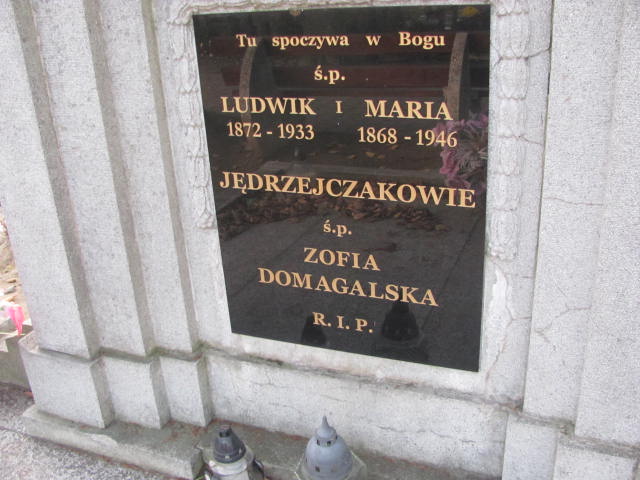 Tu spoczywa w Bogu
ś.p.
LUDWIK I MARIA
1872 - 1933 1868 - 1946
JĘDRZEJCZAKOWIE
ś.p.
ZOFIA
DOMAGALSKA
R. I. P.